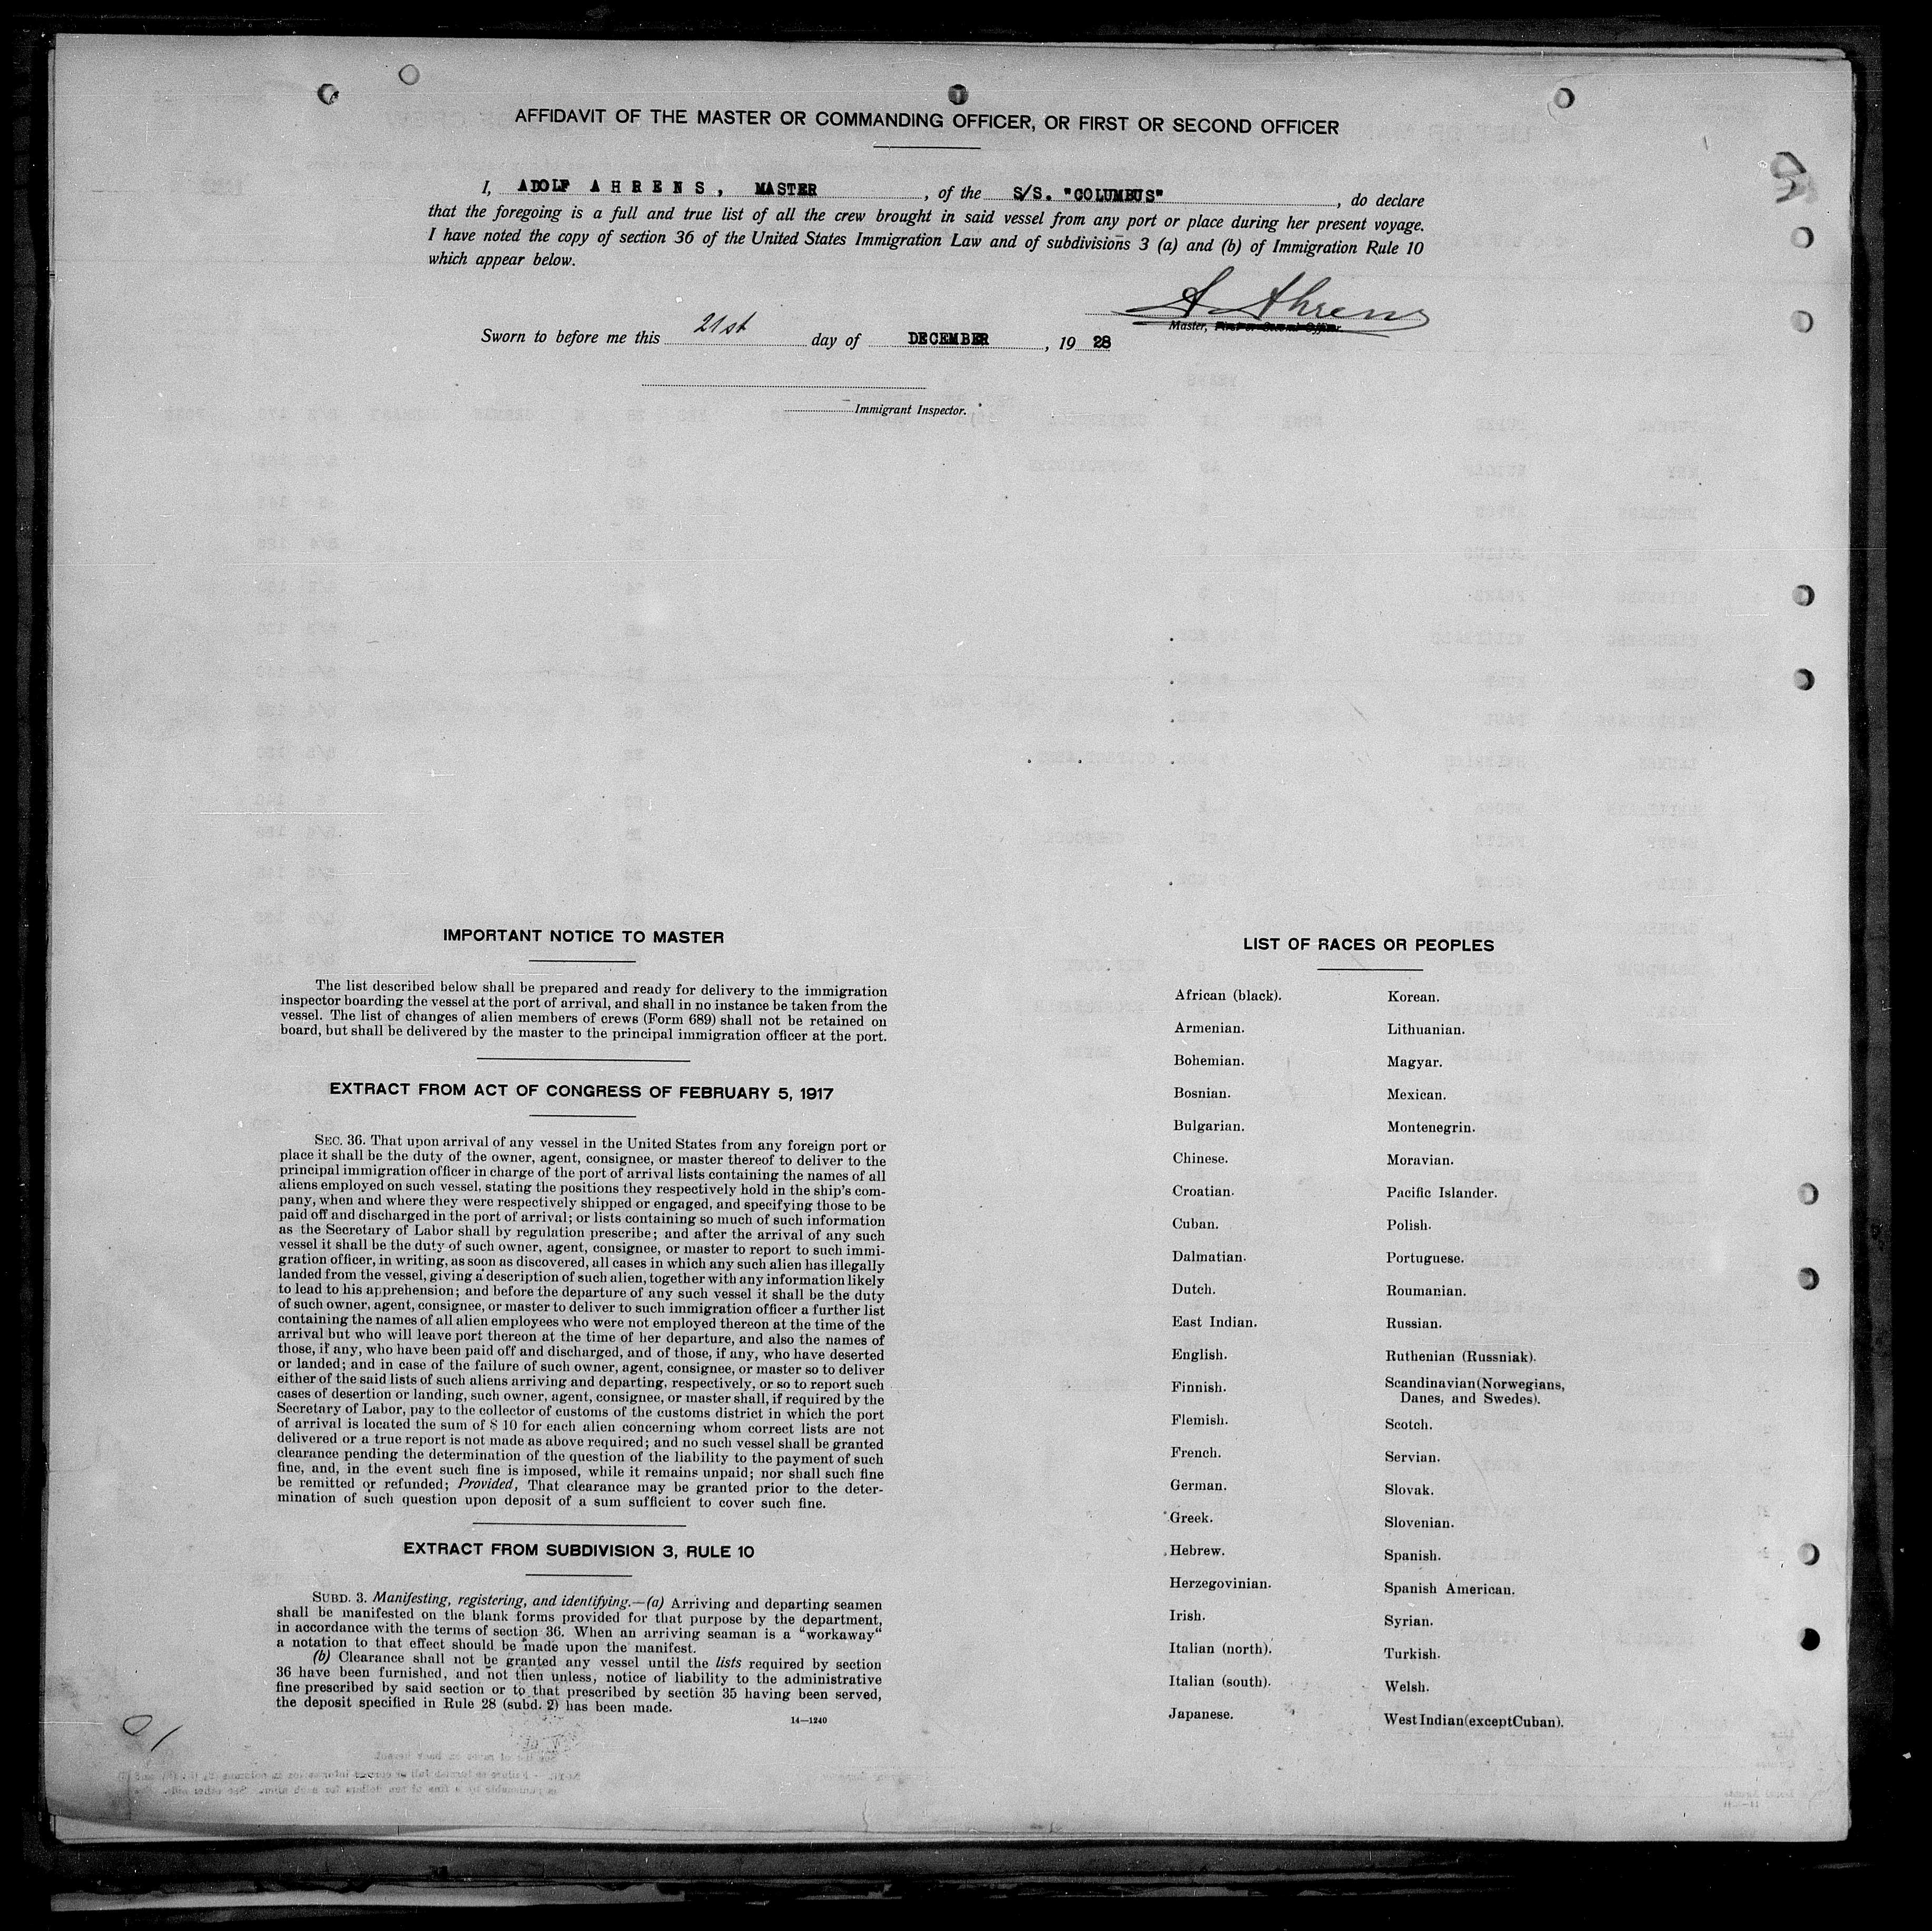 AFFIDAVIT OF THE MASTER OR COMMANDING OFFICER, OR FIRST OR SECOND OFFICER
I, ADOLF AHRENS, MASTER, of the S/S. "COLUMBUS", do declare
that the foregoing is a full and true list of all the crew brought in said vessel from any port or place during her present voyage.
I have noted the copy of section 36 of the United States Immigration Law and of subdivisions 3 (a) and (b) of Immigration Rule 10
which appear below.
A Ahrens
Master, First or Second Officer
Sworn to before me this 21st day of DECEMBER, 19 28
Immigrant Inspector.
IMPORTANT NOTICE TO MASTER
The list described below shall be prepared and ready for delivery to the immigration
inspector boarding the vessel at the port of arrival, and shall in no instance be taken from the
vessel. The list of changes of alien members of crews (Form 689) shall not be retained on
board, but shall be delivered by the master to the principal immigration officer at the port.
EXTRACT FROM ACT OF CONGRESS OF FEBRUARY 5, 1917
SEC. 36. That upon arrival of any vessel in the United States from any foreign port or
place it shall be the duty of the owner, agent, consignee, or master thereof to deliver to the
principal immigration officer in charge of the port of arrival lists containing the names of all
aliens employed on such vessel, stating the positions they respectively hold in the ship's com-
pany, when and where they were respectively shipped or engaged, and specifying those to be
paid off and discharged in the port of arrival; or lists containing so much of such information
as the Secretary of Labor shall by regulation prescribe; and after the arrival of any such
vessel it shall be the duty of such owner, agent, consignee, or master to report to such immi-
gration officer, in writing, as soon as discovered, all cases in which any such alien has illegally
landed from the vessel, giving a description of such alien, together with any information likely
to lead to his apprehension; and before the departure of any such vessel it shall be the duty
of such owner, agent, consignee, or master to deliver to such immigration officer a further list
containing the names of all alien employees who were not employed thereon at the time of the
arrival but who will leave port thereon at the time of her departure, and also the names of
those, if any, who have been paid off and discharged, and of those, if any, who have deserted
or landed; and in case of the failure of such owner, agent, consignee, or master so to deliver
either of the said lists of such aliens arriving and departing, respectively, or so to report such
cases of desertion or landing, such owner, agent, consignee, or master shall, if required by the
Secretary of Labor, pay to the collector of customs of the customs district in which the port
of arrival is located the sum of $ 10 for each alien concerning whom correct lists are not
delivered or a true report is not made as above required; and no such vessel shall be granted
clearance pending the determination of the question of the liability to the payment of such
fine, and, in the event such fine is imposed, while it remains unpaid; nor shall such fine
be remitted or refunded; Provided, That clearance may be granted prior to the deter-
mination of such question upon deposit of a sum sufficient to cover such fine.
EXTRACT FROM SUBDIVISION 3, RULE 10
SUBD. 3. Manifesting, registering, and identifying.—(a) Arriving and departing seamen
shall be manifested on the blank forms provided for that purpose by the department,
in accordance with the terms of section 36. When an arriving seaman is a "workaway"
a notation to that effect should be made upon the manifest.
(b) Clearance shall not be granted any vessel until the lists required by section
36 have been furnished, and not then unless, notice of liability to the administrative
fine prescribed by said section or to that prescribed by section 35 having been served,
the deposit specified in Rule 28 (subd. 2) has been made.
14—1240
LIST OF RACES OR PEOPLES
African (black).
Armenian.
Bohemian.
Bosnian.
Bulgarian.
Chinese.
Croatian.
Cuban.
Dalmatian.
Dutch.
East Indian.
English.
Finnish.
Flemish.
French.
German.
Greek.
Hebrew.
Herzegovinian.
Irish.
Italian (north).
Italian (south).
Japanese.
Korean.
Lithuanian.
Magyar.
Mexican.
Montenegrin.
Moravian.
Pacific Islander.
Polish.
Portuguese.
Roumanian.
Russian.
Ruthenian (Russniak).
Scandinavian (Norwegians,
Danes, and Swedes).
Scotch.
Servian.
Slovak.
Slovenian.
Spanish.
Spanish American.
Syrian.
Turkish.
Welsh.
West Indian (except Cuban).